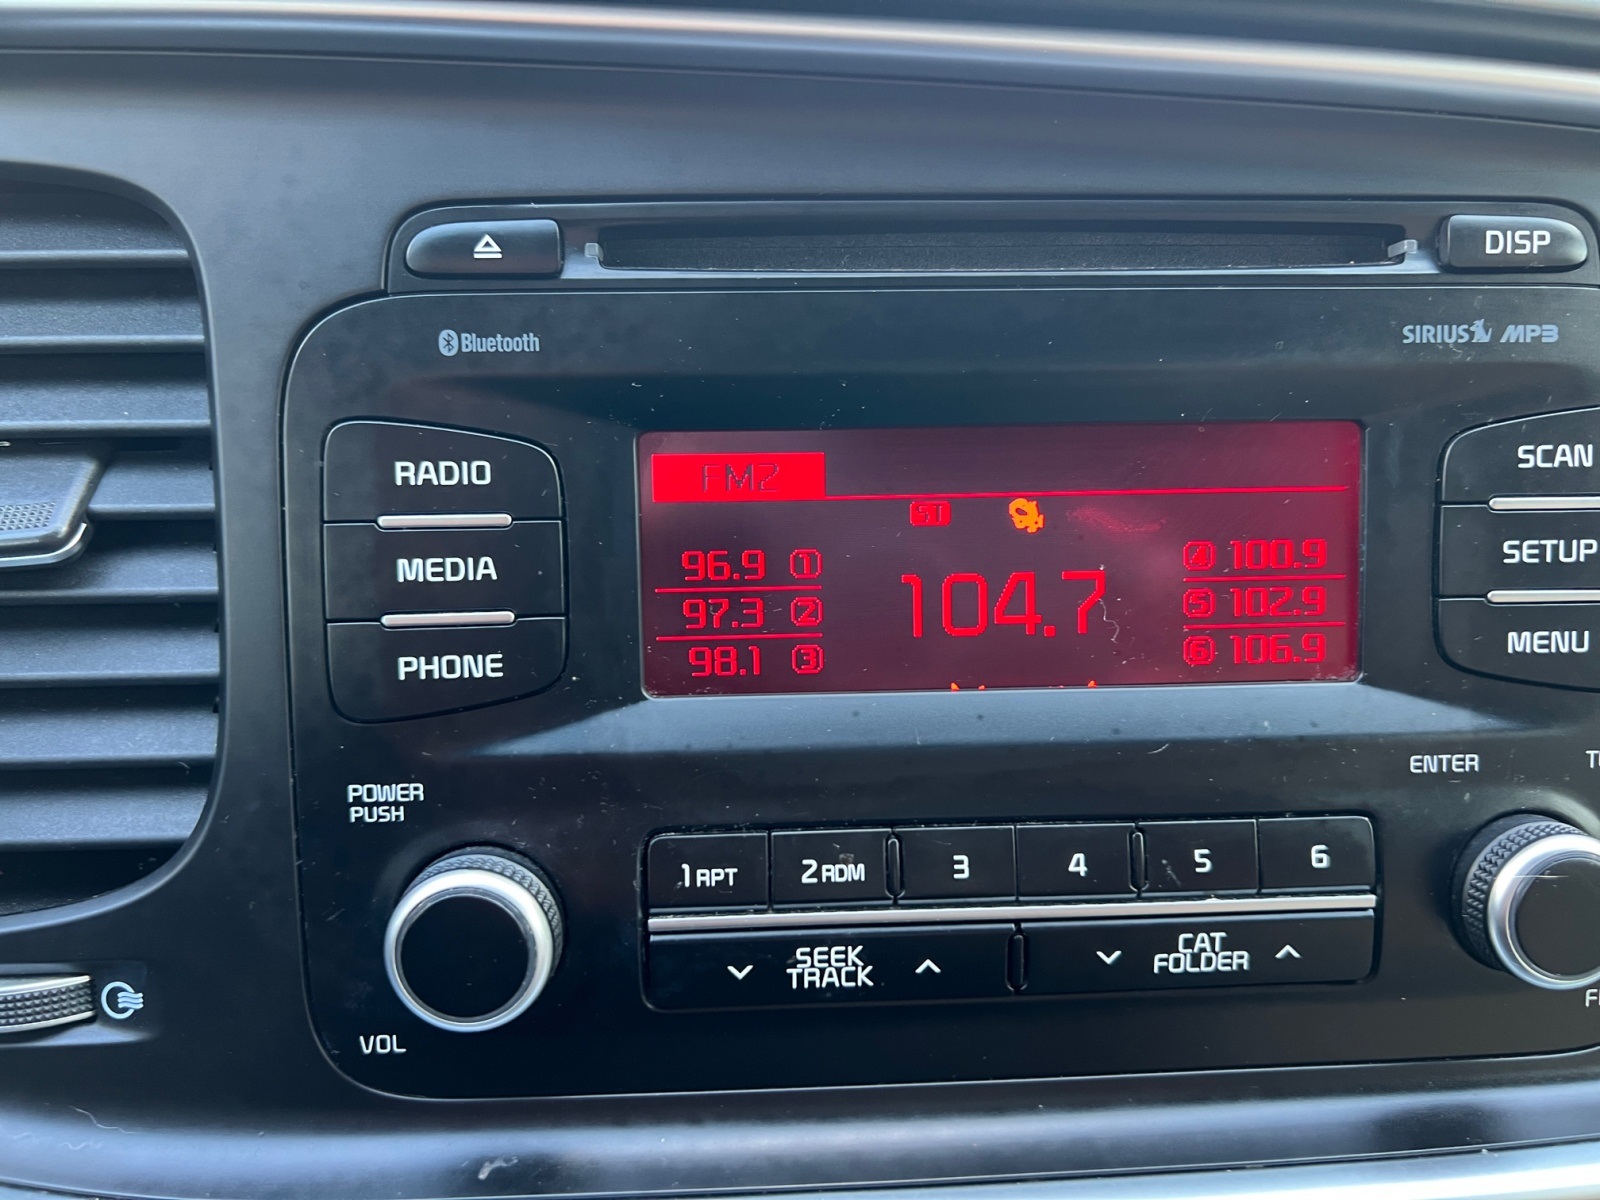 DISP
Bluetooth
SIRIUS MP3
RADIO
MEDIA
PHONE
FM2
ST
96.9 1
97.3 2
98.1 3
104.7
4 100.9
5 102.9
6 106.9
SCAN
SETUP
MENU
POWER
PUSH
VOL
ENTER
1 RPT
2 RDM
3
4
5
6
SEEK
TRACK
CAT
FOLDER